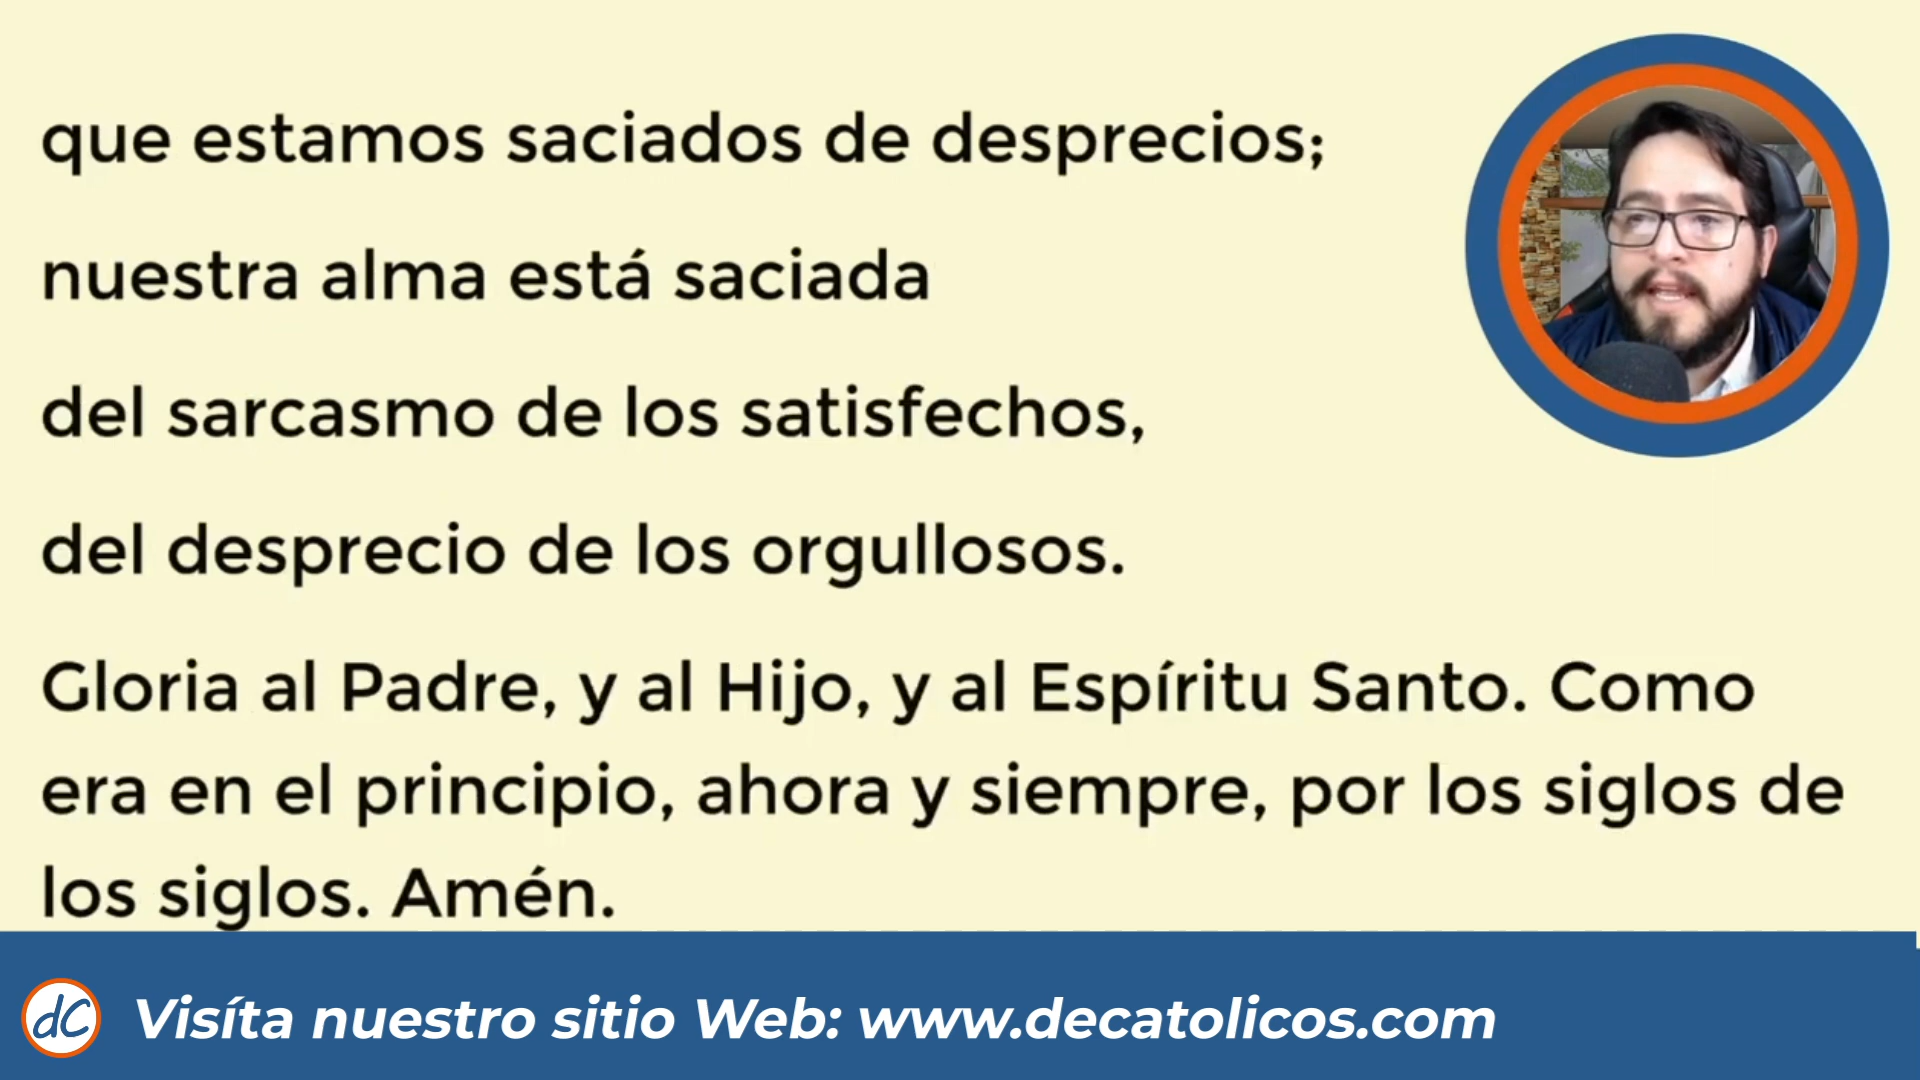 que estamos saciados de desprecios;
nuestra alma está saciada
del sarcasmo de los satisfechos,
del desprecio de los orgullosos.
Gloria al Padre, y al Hijo, y al Espíritu Santo. Como
era en el principio, ahora y siempre, por los siglos de
los siglos. Amén.
dC Visíta nuestro sitio Web: www.decatolicos.com